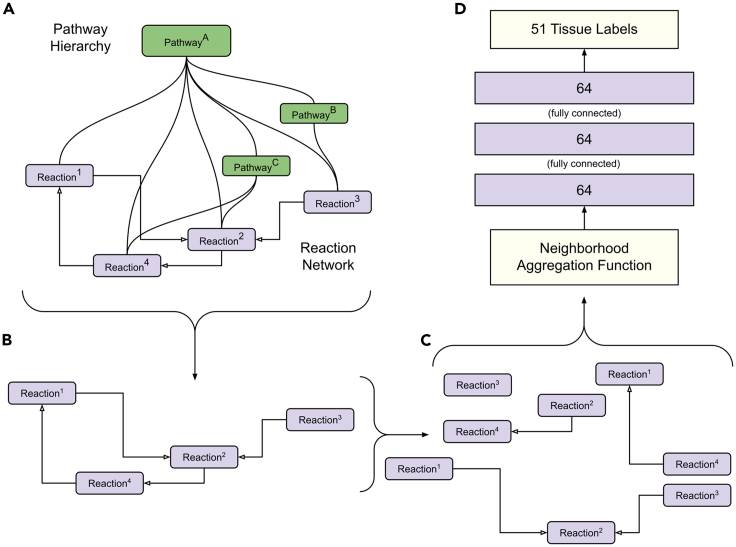 A
Pathway
Hierarchy
Pathway^A
Pathway^B
Pathway^C
Reaction^1
Reaction^3
Reaction^2
Reaction^4
Reaction
Network
B
Reaction^1
Reaction^3
Reaction^2
Reaction^4
C
Reaction^1
Reaction^3
Reaction^2
Reaction^4
Reaction^1
Reaction^4
Reaction^3
Reaction^2
D
51 Tissue Labels
64
(fully connected)
64
(fully connected)
64
Neighborhood
Aggregation Function